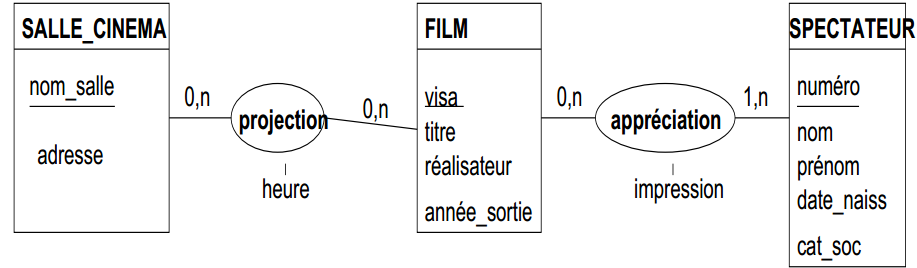 SALLE_CINEMA
nom_salle
adresse
0,n
projection
heure
0,n
FILM
visa
titre
réalisateur
année_sortie
0,n
appréciation
impression
1,n
SPECTATEUR
numéro
nom
prénom
date_naiss
cat_soc